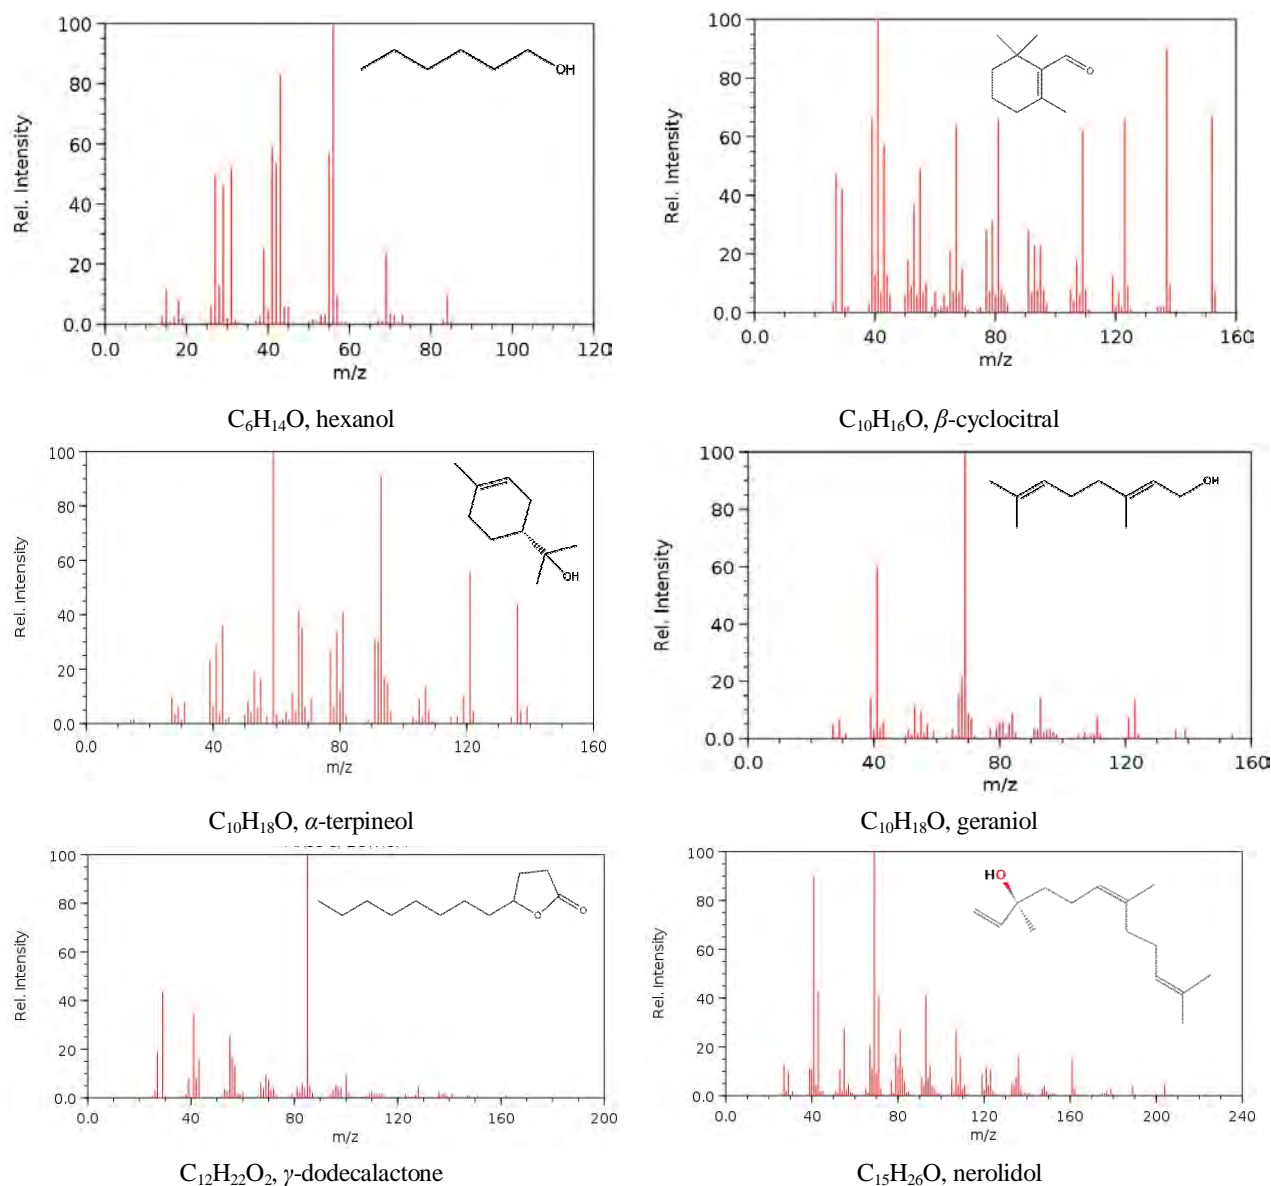 100
80
60
40
20
0.0
Rel. Intensity
OH
0.0 20 40 60 80 100 120
m/z
C6H14O, hexanol
100
80
60
40
20
0.0
Rel. Intensity
O
0.0 40 80 120 160
m/z
C10H16O, β-cyclocitral
100
80
60
40
20
0.0
Rel. Intensity
OH
0.0 40 80 120 160
m/z
C10H18O, α-terpineol
100
80
60
40
20
0.0
Rel. Intensity
OH
0.0 40 80 120 160
m/z
C10H18O, geraniol
100
80
60
40
20
0.0
Rel. Intensity
O
O
0.0 40 80 120 160 200
m/z
C12H22O2, γ-dodecalactone
100
80
60
40
20
0.0
Rel. Intensity
HO
0.0 40 80 120 160 200 240
m/z
C15H26O, nerolidol